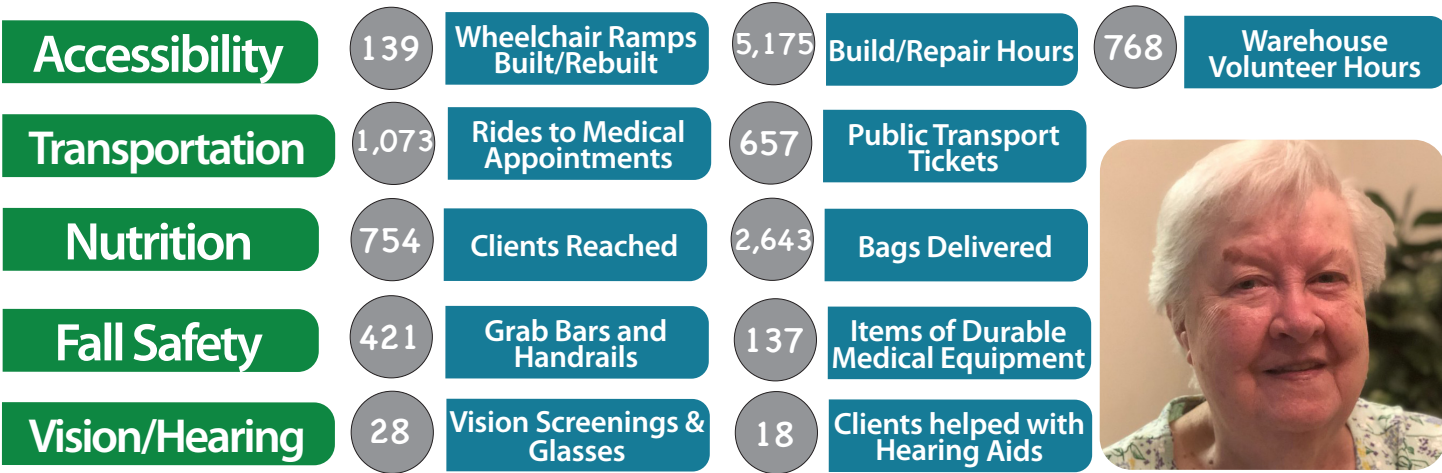 Accessibility
139
Wheelchair Ramps
Built/Rebuilt
5,175
Build/Repair Hours
768
Warehouse
Volunteer Hours
Transportation
1,073
Rides to Medical
Appointments
657
Public Transport
Tickets
Nutrition
754
Clients Reached
2,643
Bags Delivered
Fall Safety
421
Grab Bars and
Handrails
137
Items of Durable
Medical Equipment
Vision/Hearing
28
Vision Screenings &
Glasses
18
Clients helped with
Hearing Aids